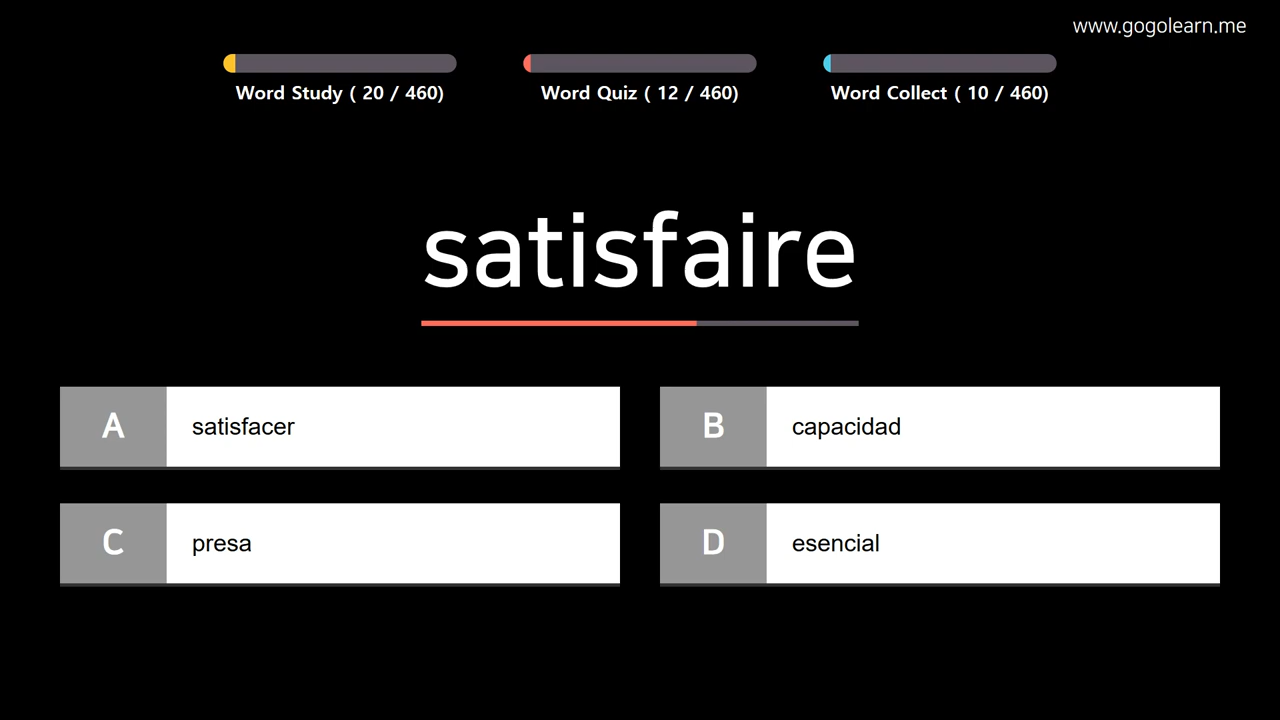 www.gogolearn.me
Word Study ( 20 / 460)
Word Quiz ( 12 / 460)
Word Collect ( 10 / 460)
satisfaire
A satisfacer
B capacidad
C presa
D esencial